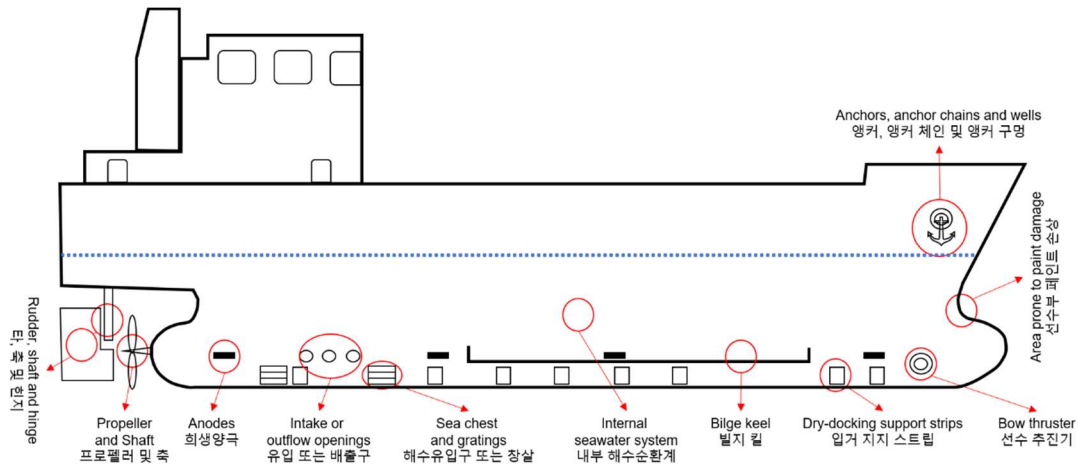 Anchors, anchor chains and wells
앵커, 앵커 체인 및 앵커 구멍
Area prone to paint damage
선수부 페인트 손상
Rudder, shaft and hinge
타, 축 및 힌지
Propeller
and Shaft
프로펠러 및 축
Anodes
희생양극
Intake or
outflow openings
유입 또는 배출구
Sea chest
and gratings
해수유입구 또는 창살
Internal
seawater system
내부 해수순환계
Bilge keel
빌지 킬
Dry-docking support strips
입거 지지 스트립
Bow thruster
선수 추진기